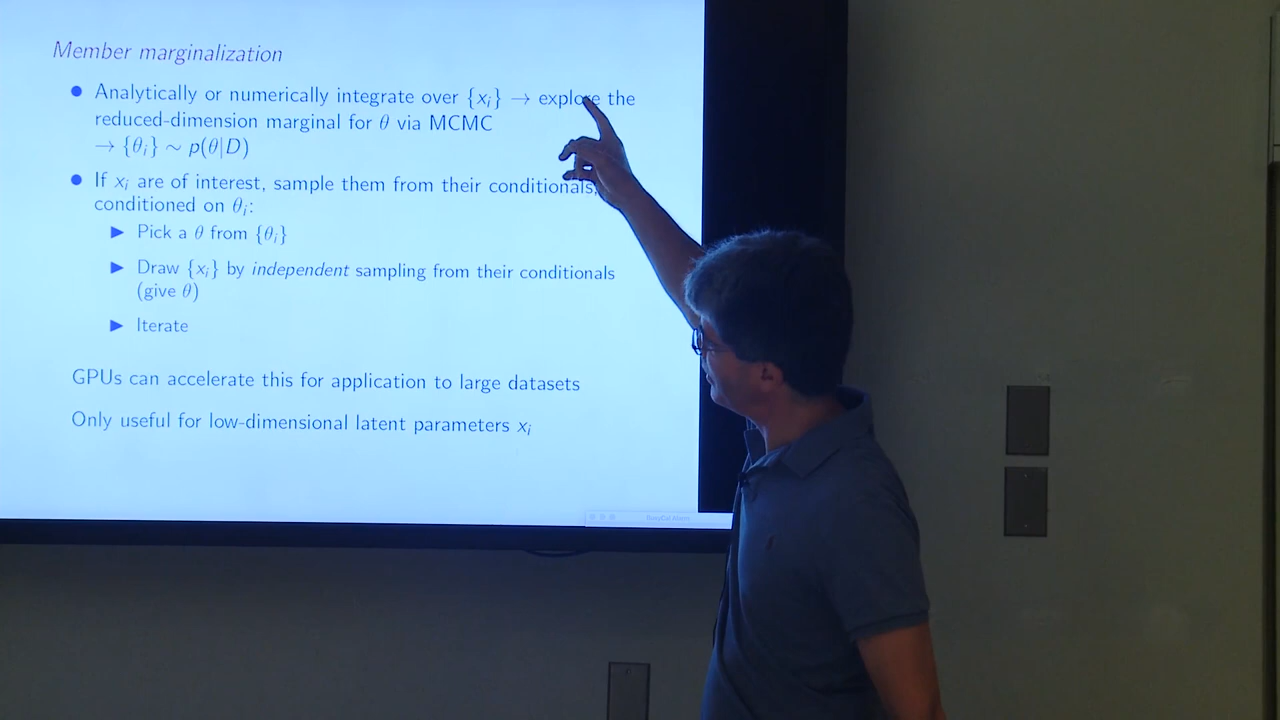 Member marginalization
● Analytically or numerically integrate over {xᵢ} → explore the
reduced-dimension marginal for θ via MCMC
→ {θᵢ} ∼ p(θ|D)
● If xᵢ are of interest, sample them from their conditionals,
conditioned on θᵢ:
▶ Pick a θ from {θᵢ}
▶ Draw {xᵢ} by independent sampling from their conditionals
(give θ)
▶ Iterate
GPUs can accelerate this for application to large datasets
Only useful for low-dimensional latent parameters xᵢ